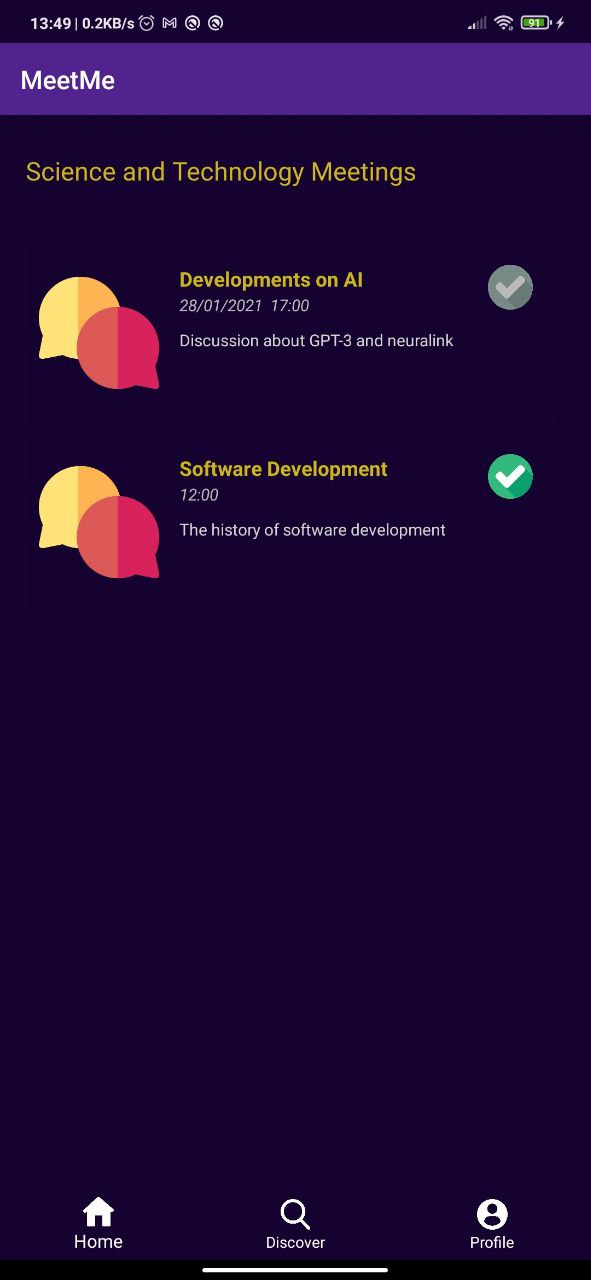 13:49 | 0.2KB/s
91
MeetMe
Science and Technology Meetings
Developments on AI
28/01/2021 17:00
Discussion about GPT-3 and neuralink
Software Development
12:00
The history of software development
Home
Discover
Profile